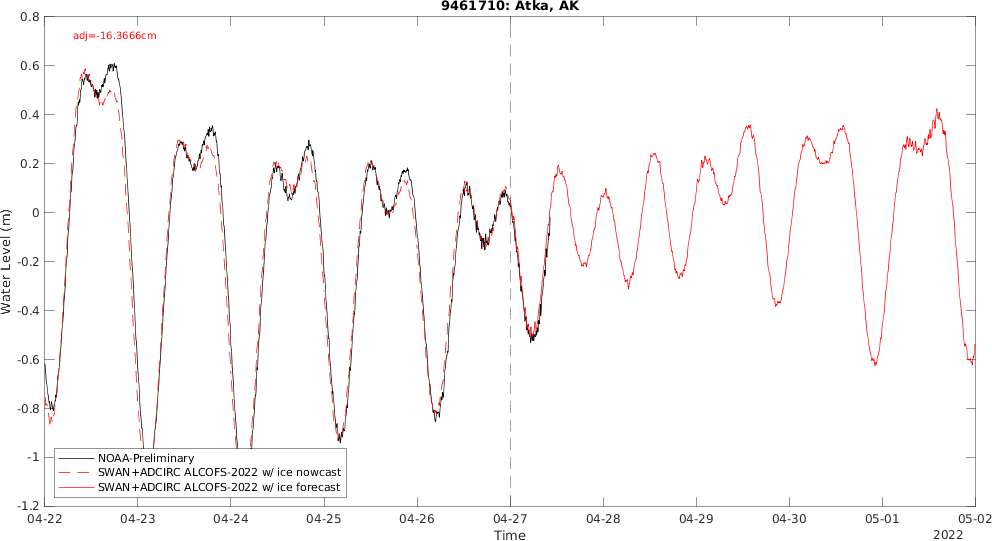 9461710: Atka, AK
adj=-16.3666cm
0.8
0.6
0.4
0.2
0
-0.2
-0.4
-0.6
-0.8
-1
-1.2
Water Level (m)
NOAA-Preliminary
SWAN+ADCIRC ALCOFS-2022 w/ ice nowcast
SWAN+ADCIRC ALCOFS-2022 w/ ice forecast
04-22 04-23 04-24 04-25 04-26 04-27 04-28 04-29 04-30 05-01 05-02
Time
2022